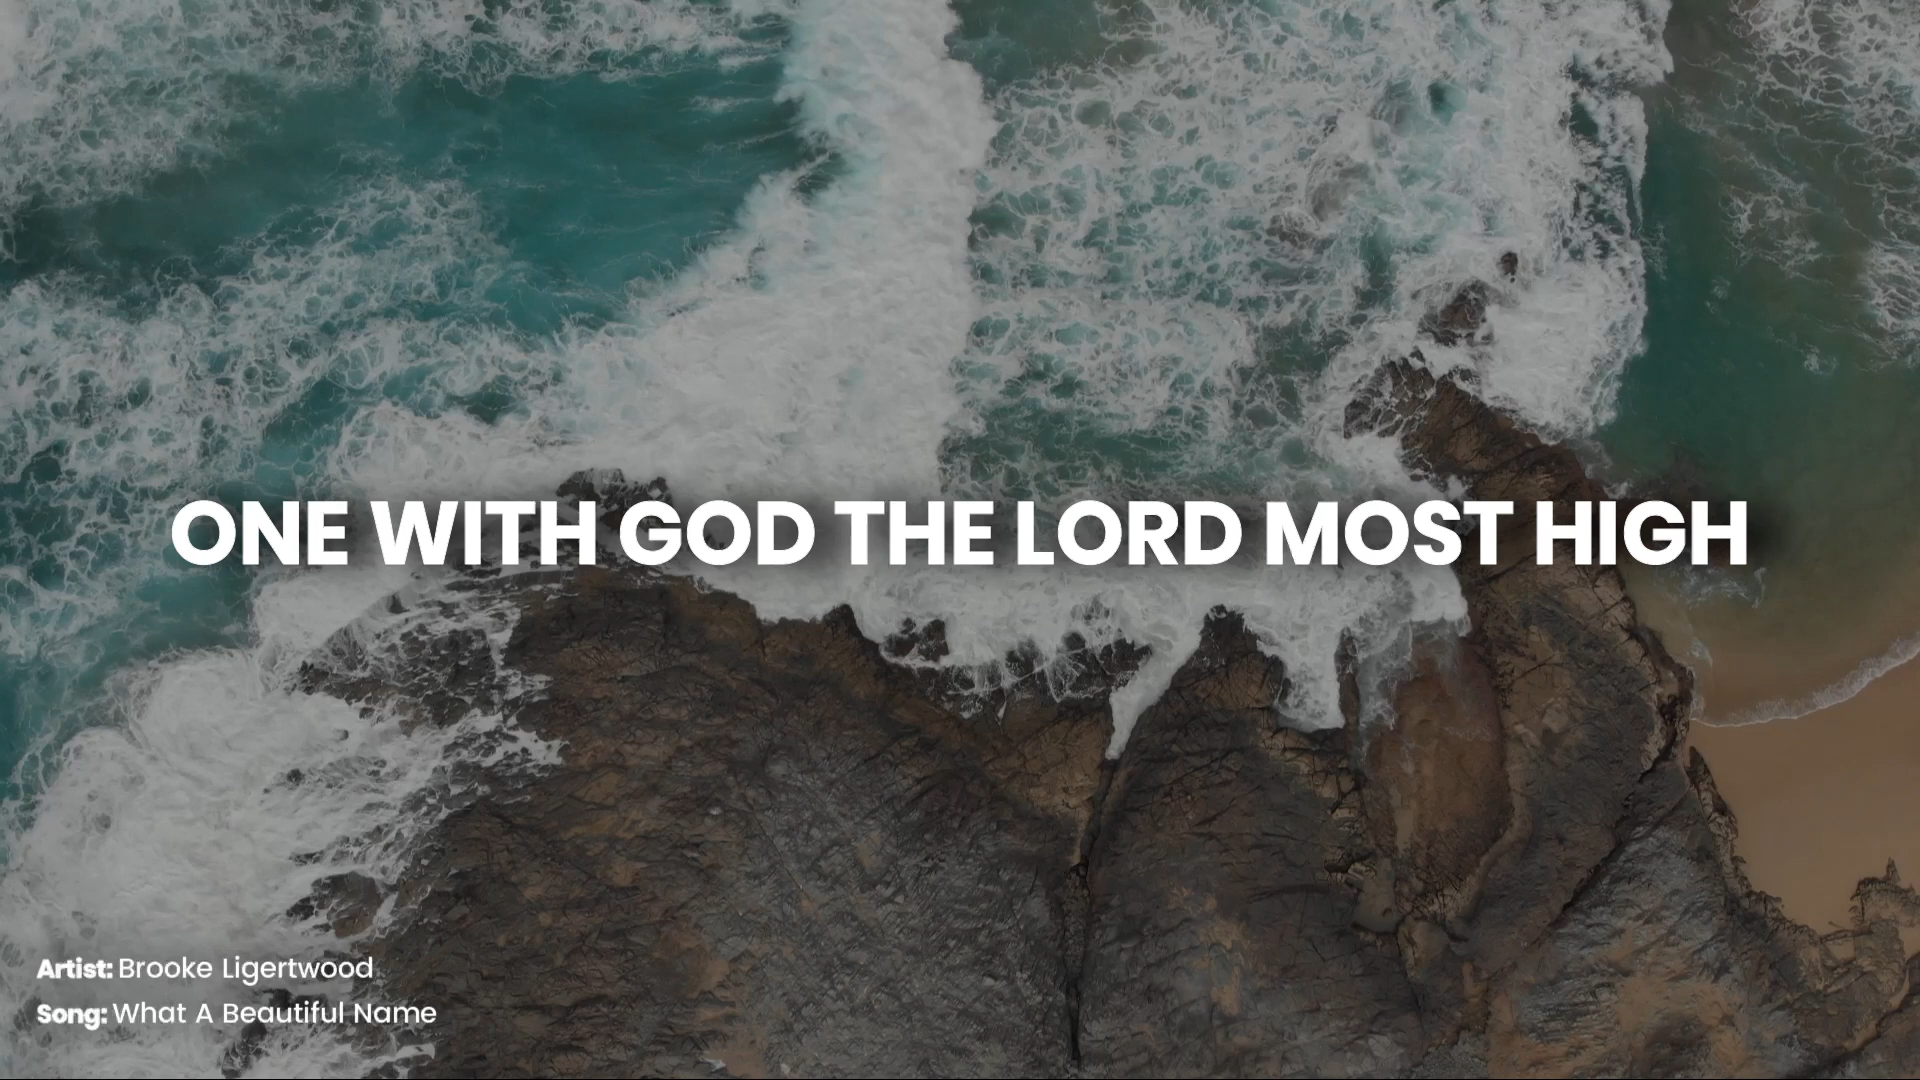 ONE WITH GOD THE LORD MOST HIGH
Artist: Brooke Ligertwood
Song: What A Beautiful Name